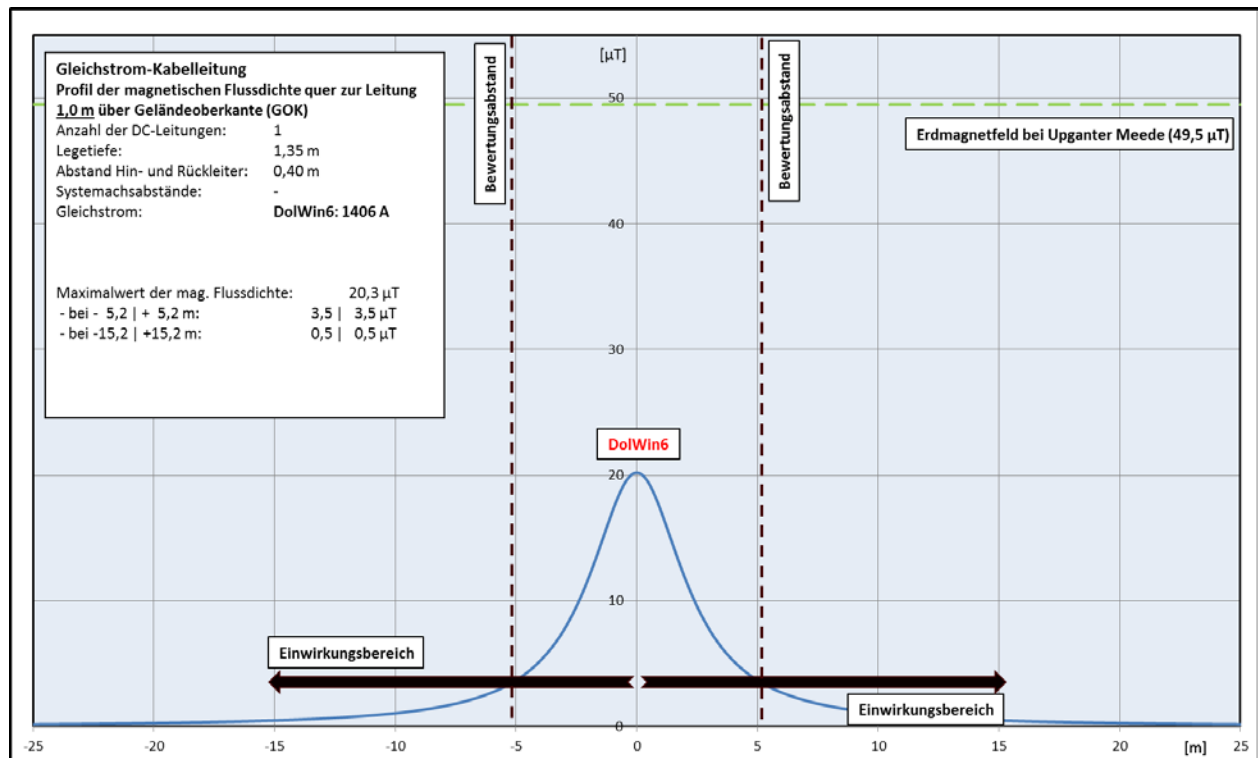 Gleichstrom-Kabelleitung
Profil der magnetischen Flussdichte quer zur Leitung
1,0 m über Geländeoberkante (GOK)
Anzahl der DC-Leitungen: 1
Legetiefe: 1,35 m
Abstand Hin- und Rückleiter: 0,40 m
Systemachsabstände: -
Gleichstrom: DolWin6: 1406 A
Maximalwert der mag. Flussdichte: 20,3 µT
- bei - 5,2 | + 5,2 m: 3,5 | 3,5 µT
- bei -15,2 | +15,2 m: 0,5 | 0,5 µT
Bewertungsabstand
[µT]
Bewertungsabstand
50
Erdmagnetfeld bei Upganter Meede (49,5 µT)
40
30
DolWin6
20
10
Einwirkungsbereich
Einwirkungsbereich
0
-25 -20 -15 -10 -5 0 5 10 15 20 [m] 25